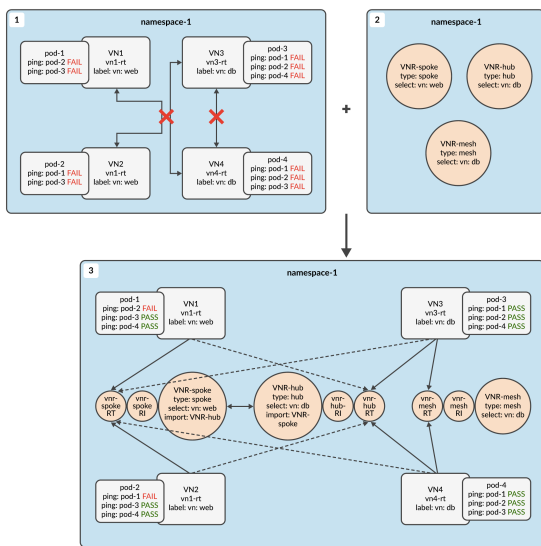 1
namespace-1
pod-1
ping: pod-2 FAIL
ping: pod-3 FAIL
VN1
vn1-rt
label: vn: web
VN3
vn3-rt
label: vn: db
pod-3
ping: pod-1 FAIL
ping: pod-2 FAIL
ping: pod-4 FAIL
pod-2
ping: pod-1 FAIL
ping: pod-3 FAIL
VN2
vn1-rt
label: vn: web
VN4
vn4-rt
label: vn: db
pod-4
ping: pod-1 FAIL
ping: pod-2 FAIL
ping: pod-3 FAIL
+
2
namespace-1
VNR-spoke
type: spoke
select: vn: web
VNR-hub
type: hub
select: vn: db
VNR-mesh
type: mesh
select: vn: db
3
namespace-1
pod-1
ping: pod-2 FAIL
ping: pod-3 PASS
ping: pod-4 PASS
VN1
vn1-rt
label: vn: web
VN3
vn3-rt
label: vn: db
pod-3
ping: pod-1 PASS
ping: pod-2 PASS
ping: pod-4 PASS
vnr-
spoke
RT
vnr-
spoke
RI
VNR-spoke
type: spoke
select: vn: web
import: VNR-hub
VNR-hub
type: hub
select: vn: db
import: VNR-
spoke
vnr-
hub-
RI
vnr-
hub
RT
vnr-
mesh
RT
vnr-
mesh
RI
VNR-mesh
type: mesh
select: vn: db
pod-2
ping: pod-1 FAIL
ping: pod-3 PASS
ping: pod-4 PASS
VN2
vn1-rt
label: vn: web
VN4
vn4-rt
label: vn: db
pod-4
ping: pod-1 PASS
ping: pod-2 PASS
ping: pod-3 PASS